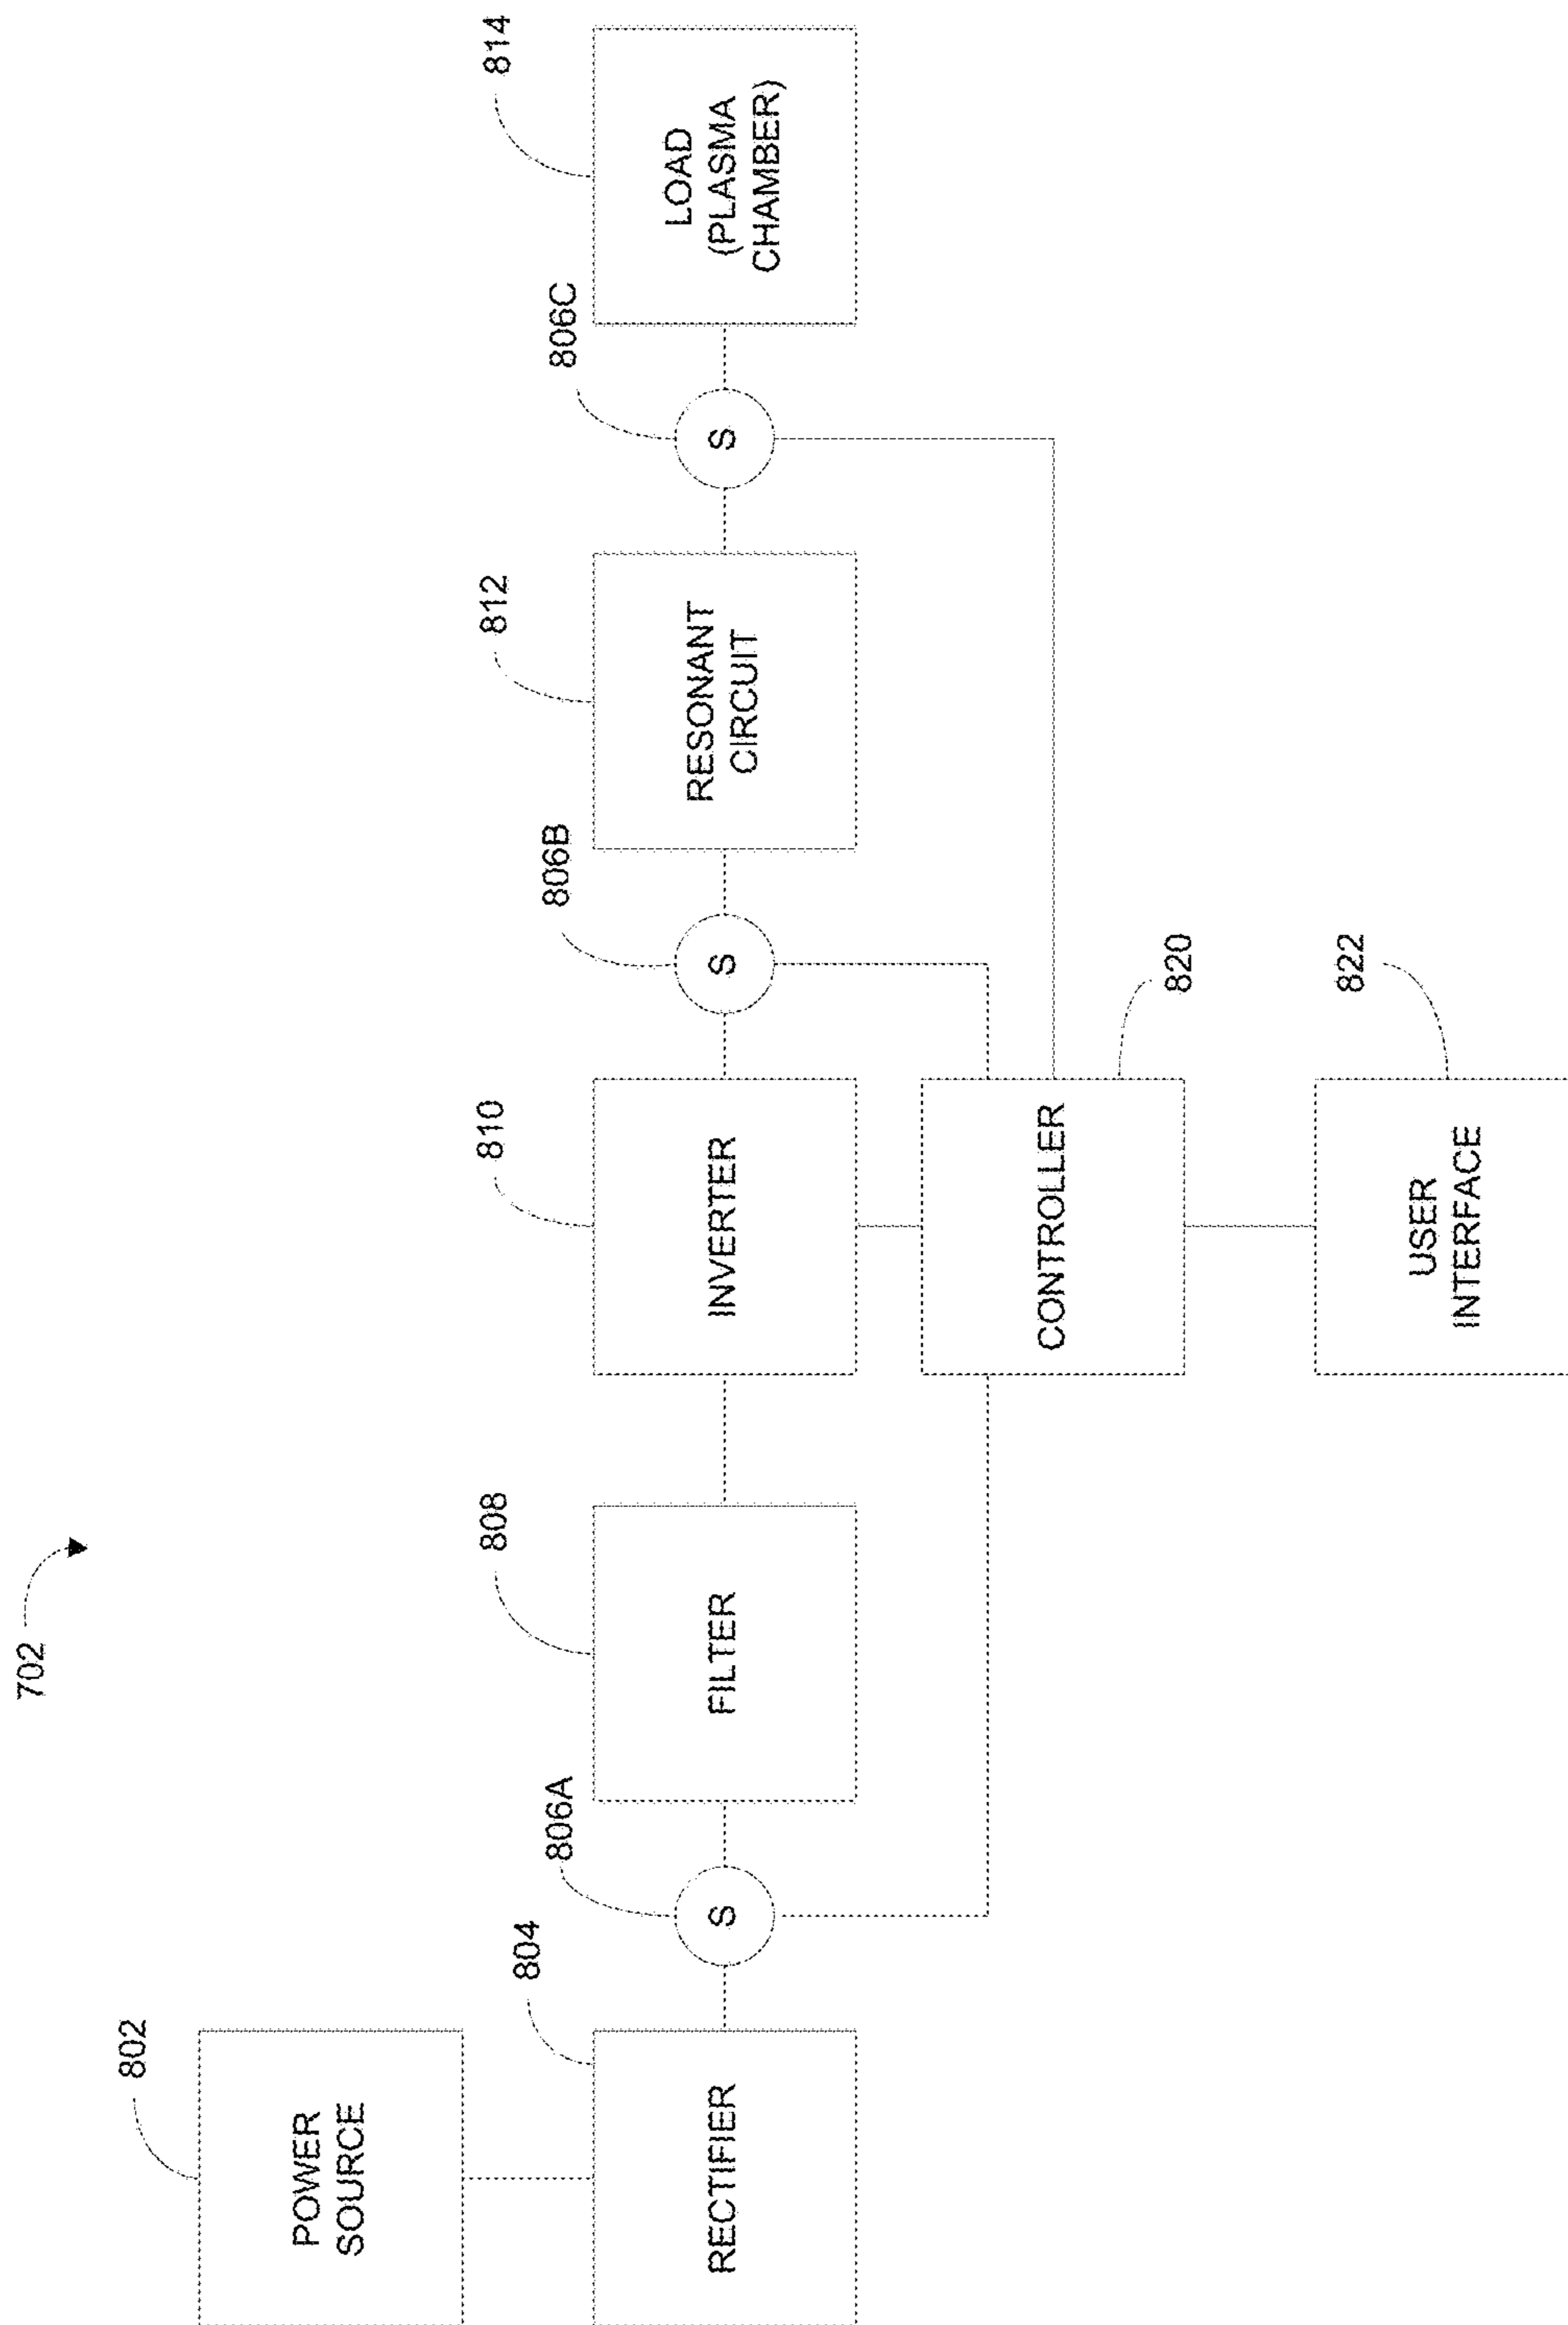 702
802
POWER
SOURCE
804
RECTIFIER
806A
S
808
FILTER
810
INVERTER
806B
S
812
RESONANT
CIRCUIT
806C
S
814
LOAD
(PLASMA
CHAMBER)
CONTROLLER
820
USER
INTERFACE
822